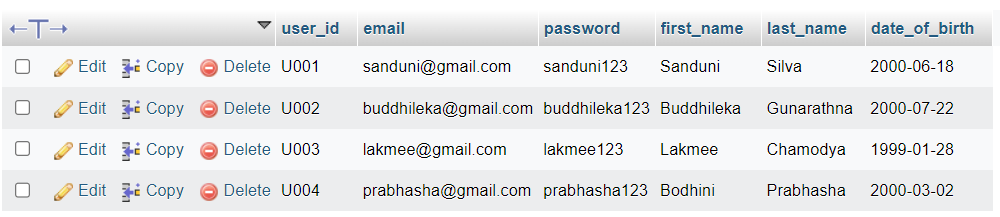 user_id email password first_name last_name date_of_birth
Edit Copy Delete U001 sanduni@gmail.com sanduni123 Sanduni Silva 2000-06-18
Edit Copy Delete U002 buddhileka@gmail.com buddhileka123 Buddhileka Gunarathna 2000-07-22
Edit Copy Delete U003 lakmee@gmail.com lakmee123 Lakmee Chamodya 1999-01-28
Edit Copy Delete U004 prabhasha@gmail.com prabhasha123 Bodhini Prabhasha 2000-03-02